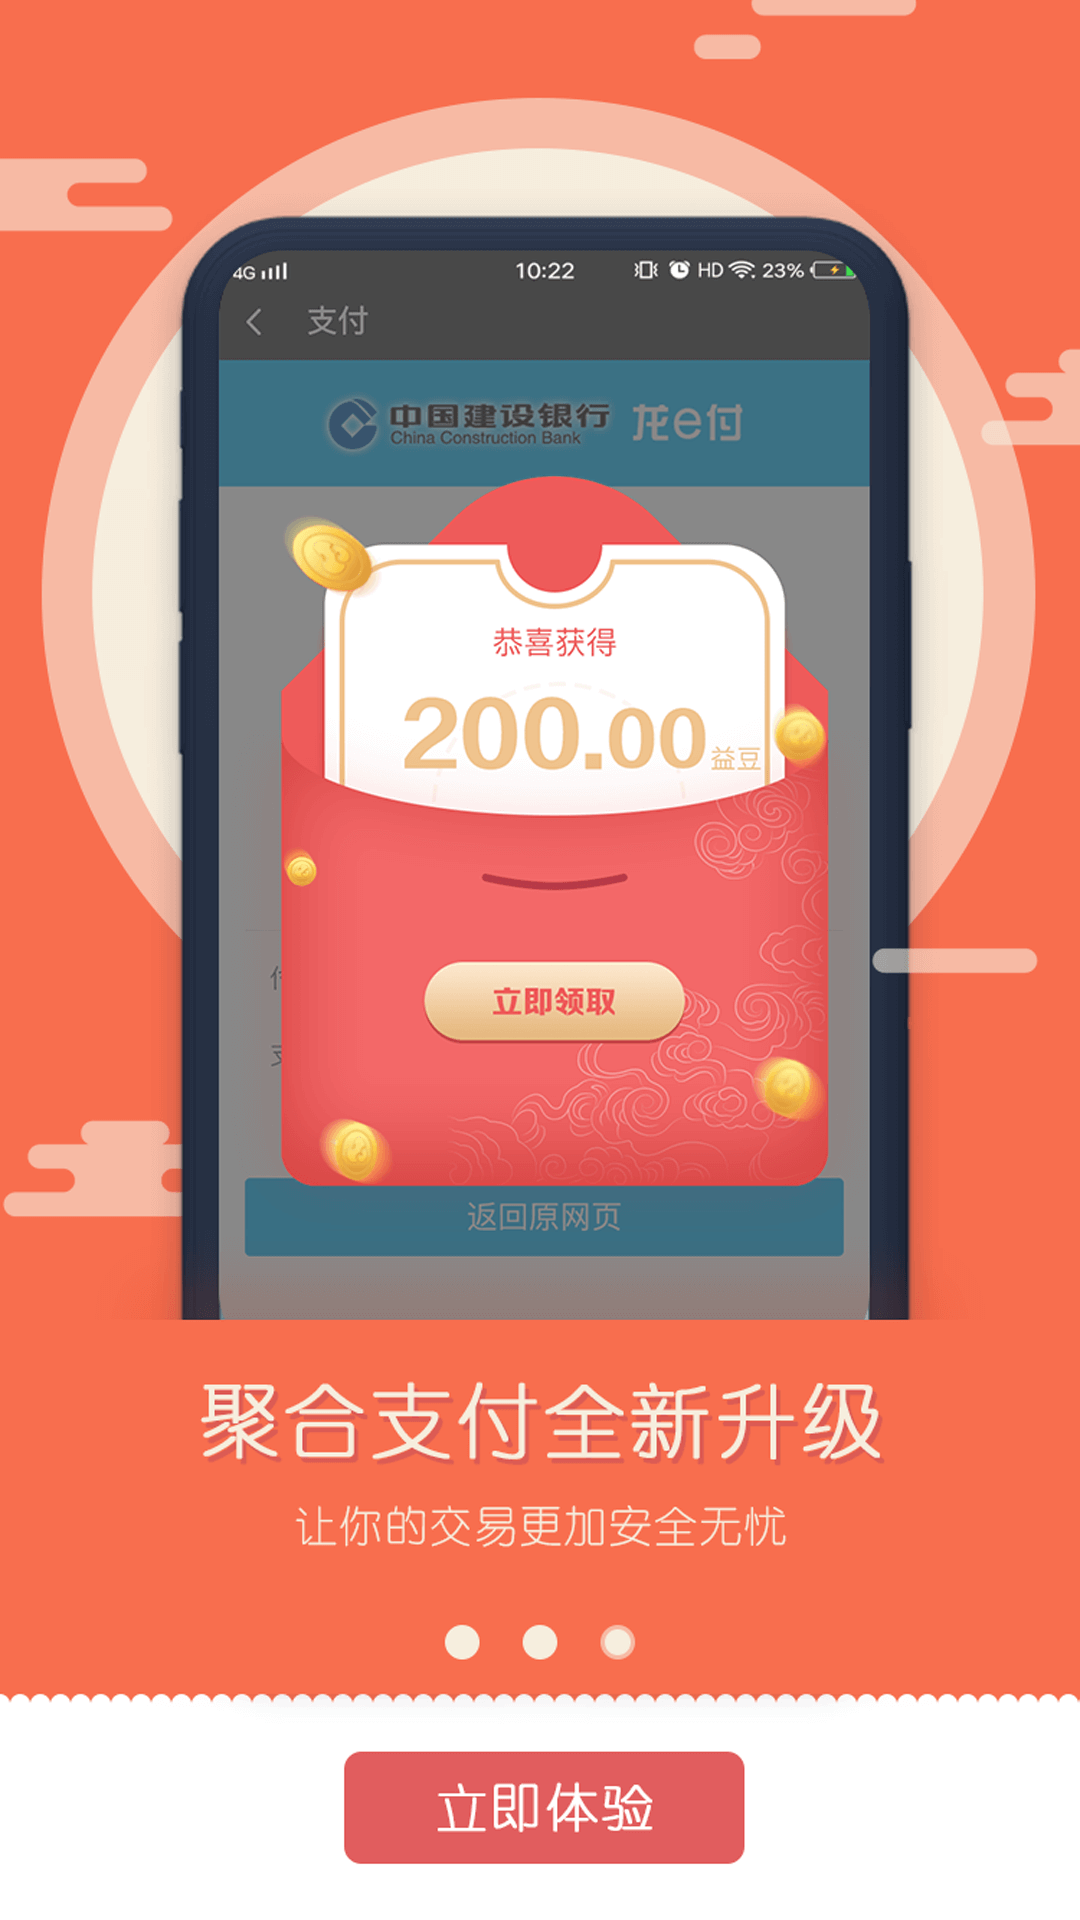 4G 10:22 HD 23%
支付
中国建设银行 龙e付
China Construction Bank
恭喜获得
200.00益豆
立即领取
返回原网页
聚合支付全新升级
让你的交易更加安全无忧
立即体验